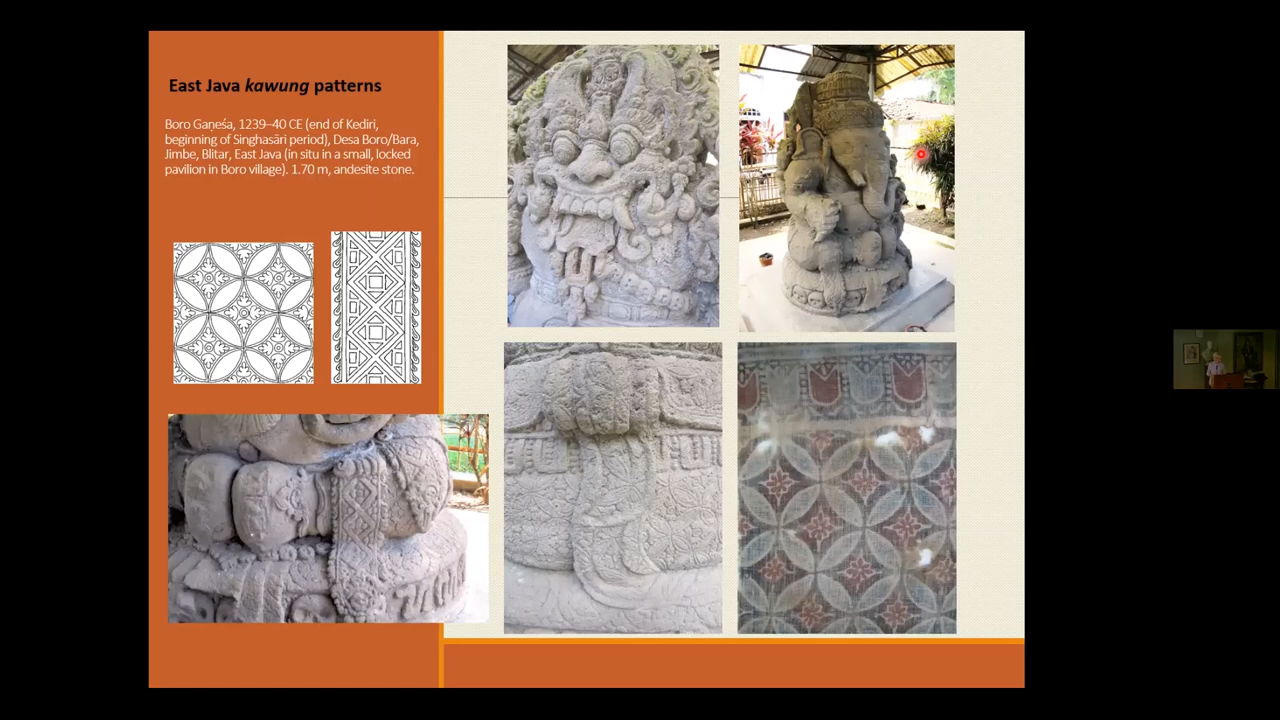 East Java kawung patterns
Boro Gaṇeśa, 1239–40 CE (end of Kediri,
beginning of Singhasāri period), Desa Boro/Bara,
Jimbe, Blitar, East Java (in situ in a small, locked
pavilion in Boro village). 1.70 m, andesite stone.